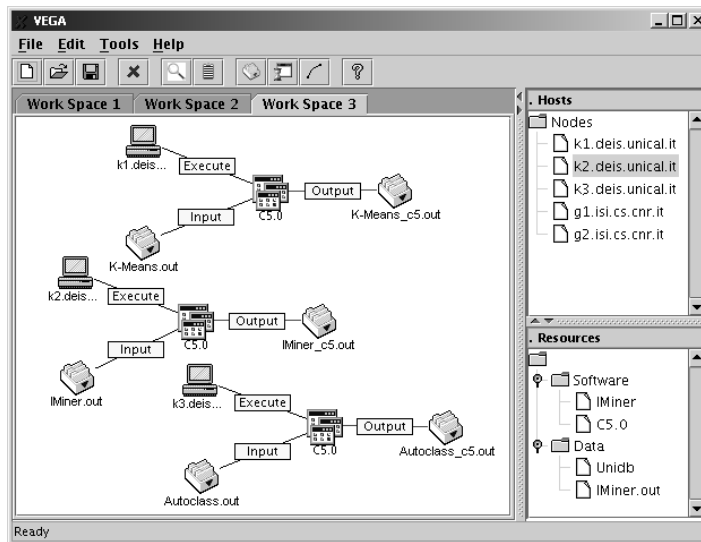 VEGA
File Edit Tools Help
Work Space 1 Work Space 2 Work Space 3
k1.deis...
Execute
Input
K-Means.out
C5.0
Output
K-Means_c5.out
k2.deis...
Execute
Input
IMiner.out
C5.0
Output
IMiner_c5.out
k3.deis...
Execute
Input
Autoclass.out
C5.0
Output
Autoclass_c5.out
. Hosts
Nodes
k1.deis.unical.it
k2.deis.unical.it
k3.deis.unical.it
g1.isi.cs.cnr.it
g2.isi.cs.cnr.it
. Resources
Software
IMiner
C5.0
Data
Unidb
IMiner.out
Ready